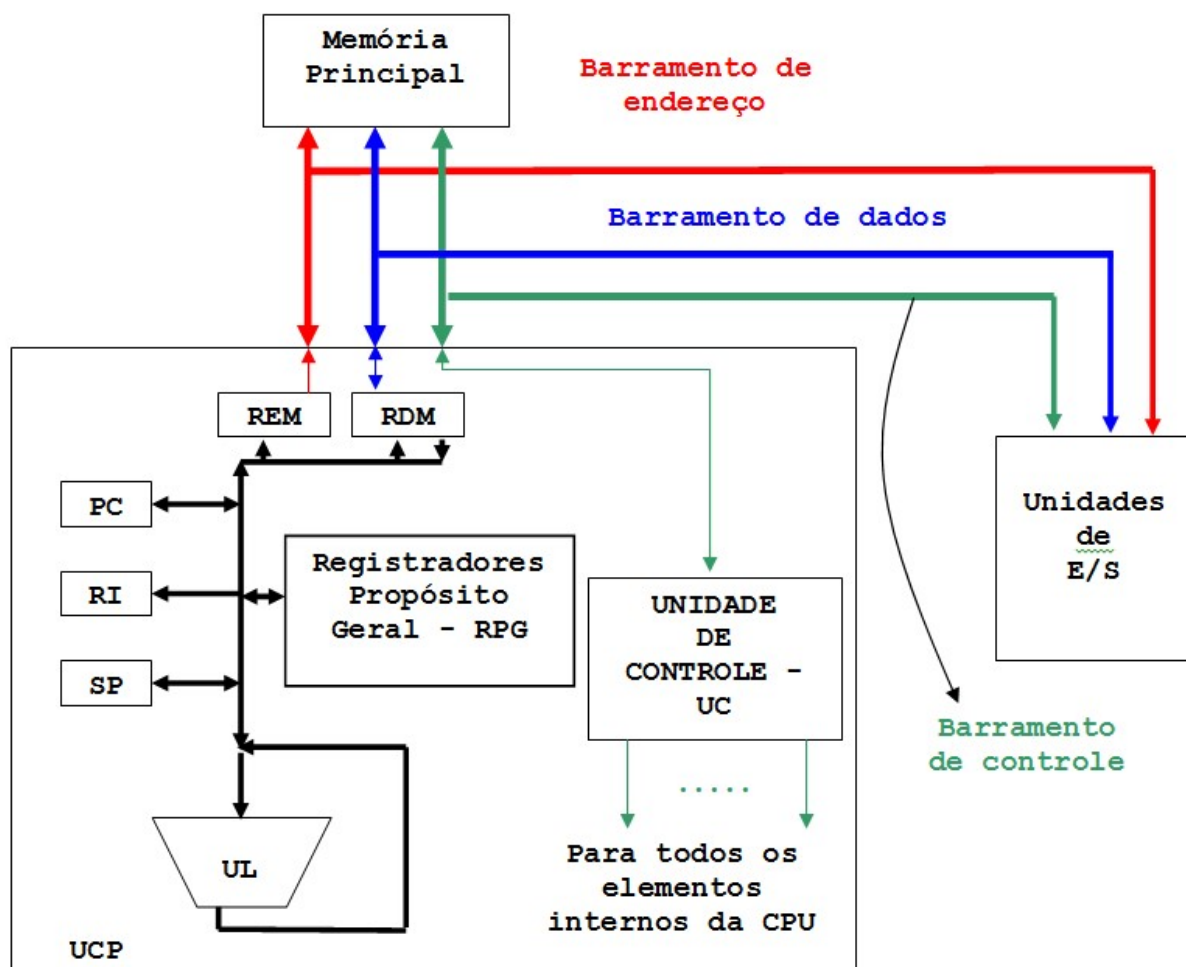 Memória
Principal
Barramento de
endereço
Barramento de dados
REM
RDM
PC
Registradores
Propósito
Geral - RPG
RI
SP
UNIDADE
DE
CONTROLE -
UC
Unidades
de
E/S
Barramento
de controle
.....
UL
Para todos os
elementos
internos da CPU
UCP